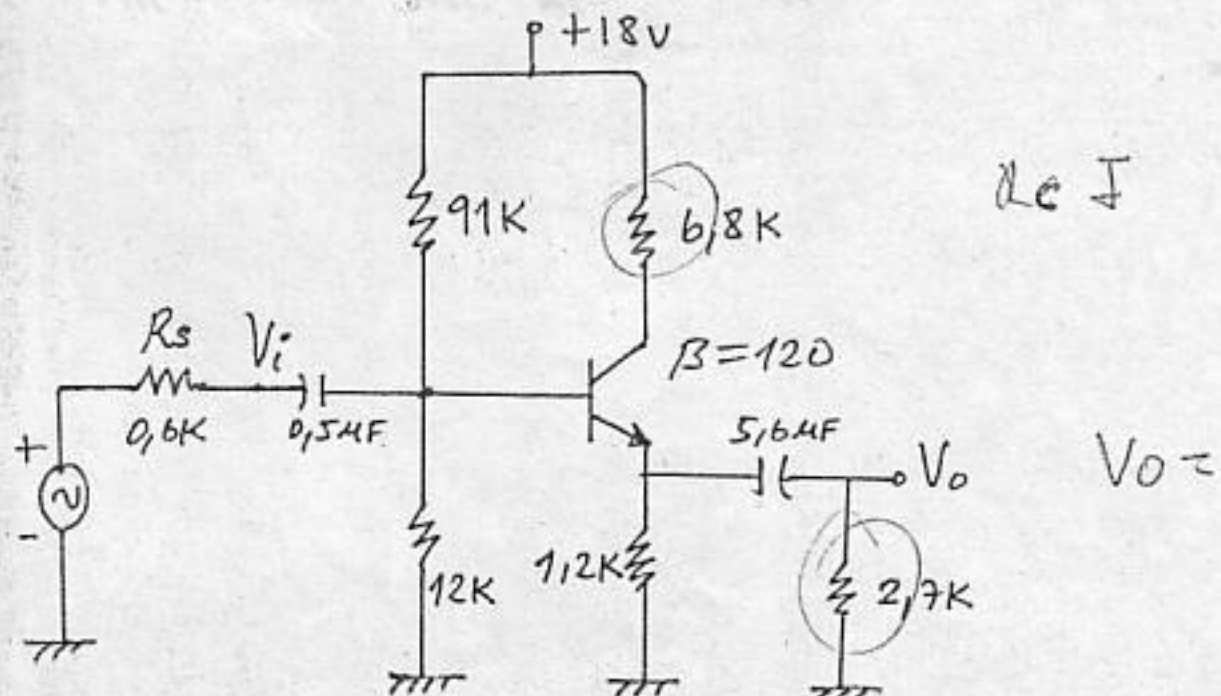 +18V
91K
6,8K
Rs
Vi
β=120
0,6K
0,5MF
5,6MF
+
Vo
Vo =
-
12K
1,2K
2,7K